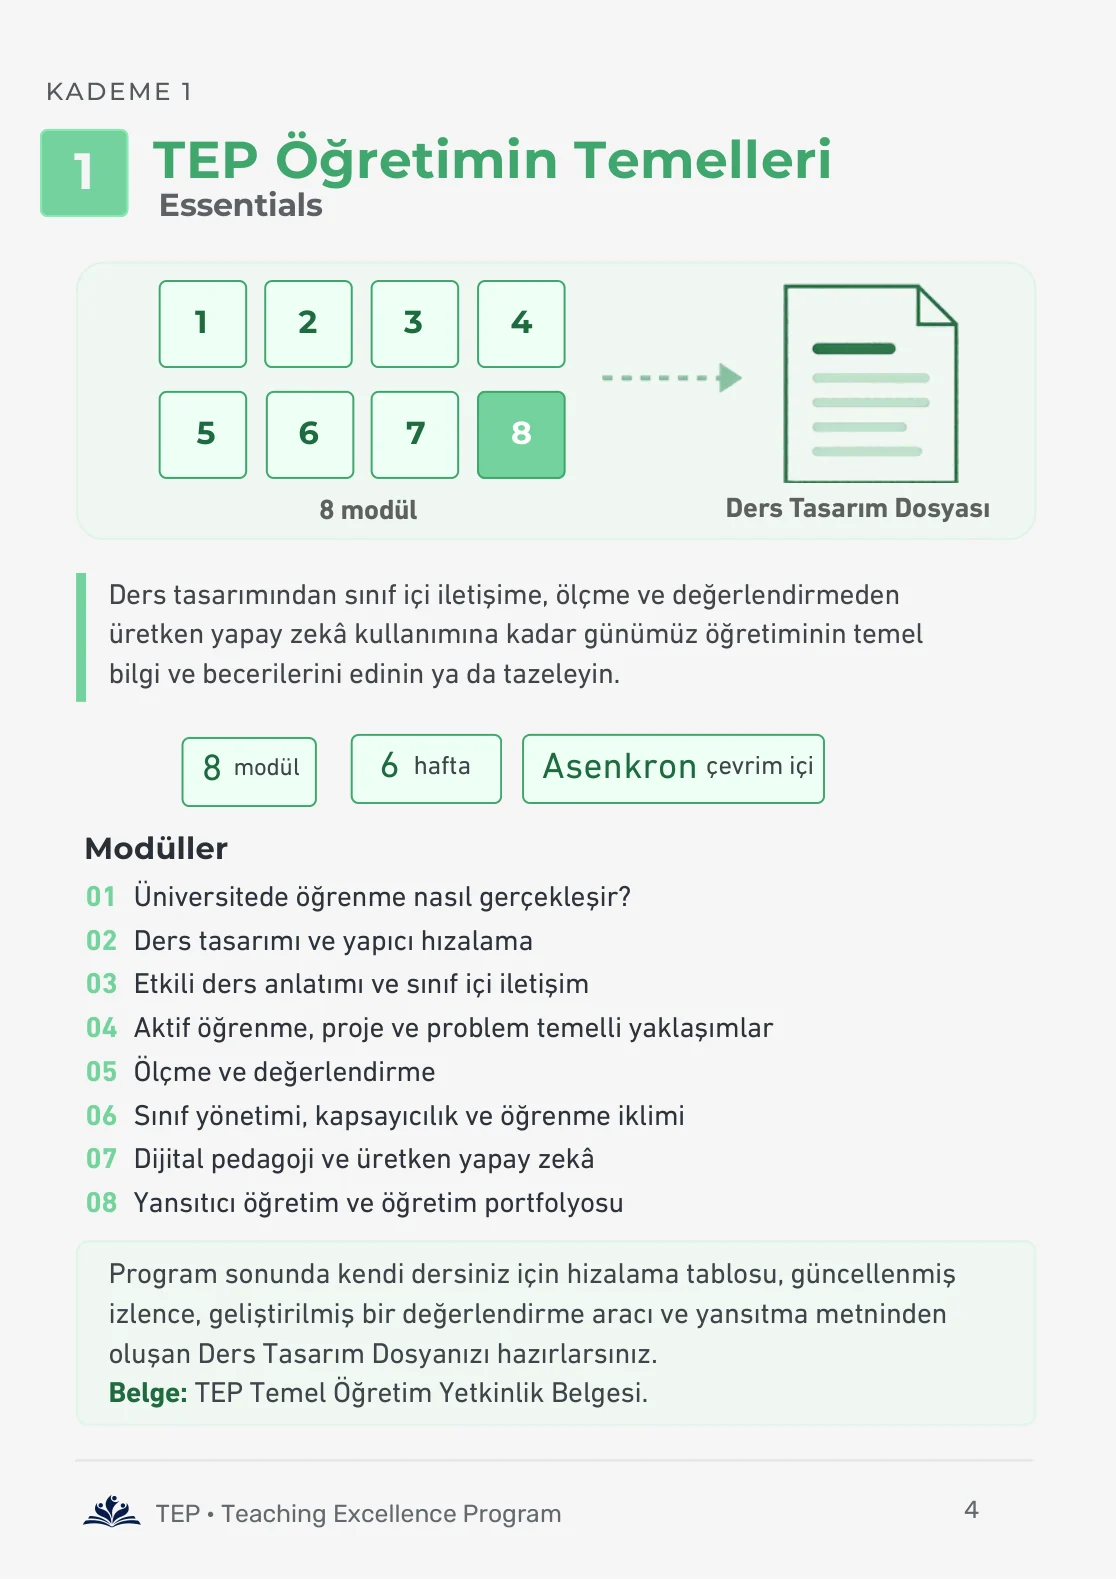 KADEME 1
1
TEP Öğretimin Temelleri
Essentials
1 2 3 4
5 6 7 8
8 modül
Ders Tasarım Dosyası
Ders tasarımından sınıf içi iletişime, ölçme ve değerlendirmeden
üretken yapay zekâ kullanımına kadar günümüz öğretiminin temel
bilgi ve becerilerini edinin ya da tazeleyin.
8 modül
6 hafta
Asenkron çevrim içi
Modüller
01 Üniversitede öğrenme nasıl gerçekleşir?
02 Ders tasarımı ve yapıcı hızalama
03 Etkili ders anlatımı ve sınıf içi iletişim
04 Aktif öğrenme, proje ve problem temelli yaklaşımlar
05 Ölçme ve değerlendirme
06 Sınıf yönetimi, kapsayıcılık ve öğrenme iklimi
07 Dijital pedagoji ve üretken yapay zekâ
08 Yansıtıcı öğretim ve öğretim portfolyosu
Program sonunda kendi dersiniz için hizalama tablosu, güncellenmiş
izlence, geliştirilmiş bir değerlendirme aracı ve yansıtma metninden
oluşan Ders Tasarım Dosyanızı hazırlarsınız.
Belge: TEP Temel Öğretim Yetkinlik Belgesi.
TEP • Teaching Excellence Program
4